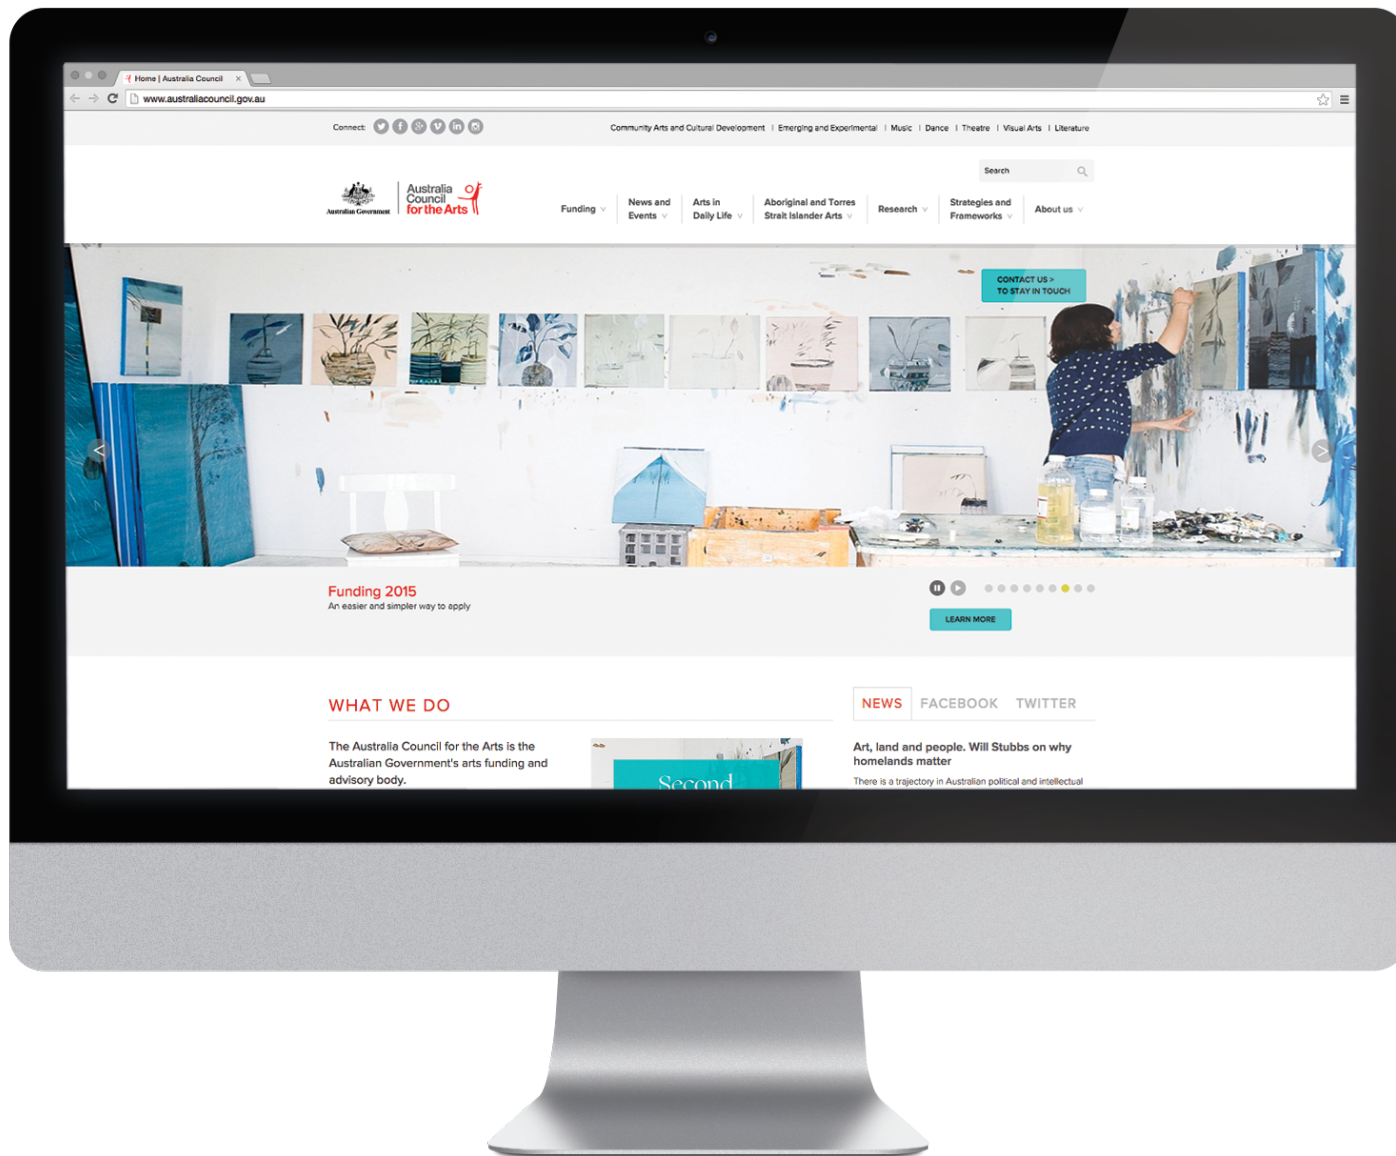 Home | Australia Council
www.australiacouncil.gov.au
Connect:
Community Arts and Cultural Development | Emerging and Experimental | Music | Dance | Theatre | Visual Arts | Literature
Search
Australian Government
Australia
Council
for the Arts
Funding
News and
Events
Arts in
Daily Life
Aboriginal and Torres
Strait Islander Arts
Research
Strategies and
Frameworks
About us
CONTACT US >
TO STAY IN TOUCH
Funding 2015
An easier and simpler way to apply
LEARN MORE
WHAT WE DO
The Australia Council for the Arts is the
Australian Government's arts funding and
advisory body.
Second
NEWS FACEBOOK TWITTER
Art, land and people. Will Stubbs on why
homelands matter
There is a trajectory in Australian political and intellectual